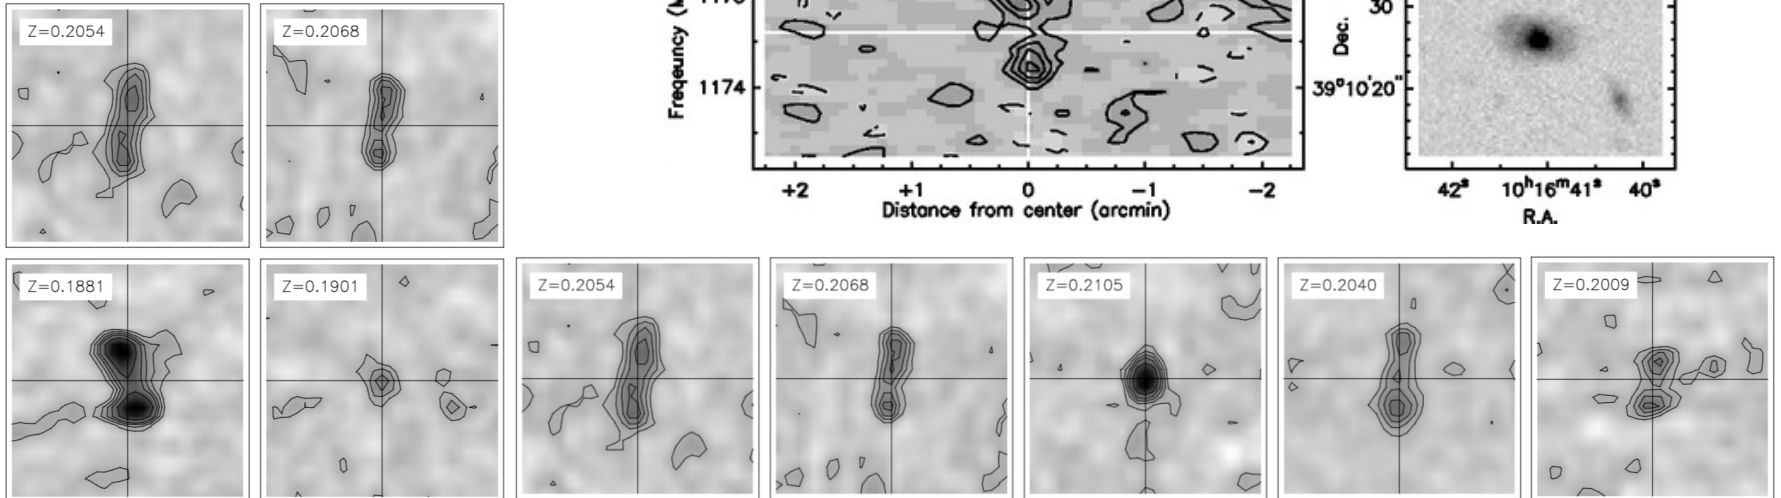 Z=0.2054
Z=0.2068
Frequency (
1174
+2 +1 0 -1 -2
Distance from center (arcmin)
Dec.
30
39°10'20"
42ˢ 10ʰ16ᵐ41ˢ 40ˢ
R.A.
Z=0.1881
Z=0.1901
Z=0.2054
Z=0.2068
Z=0.2105
Z=0.2040
Z=0.2009